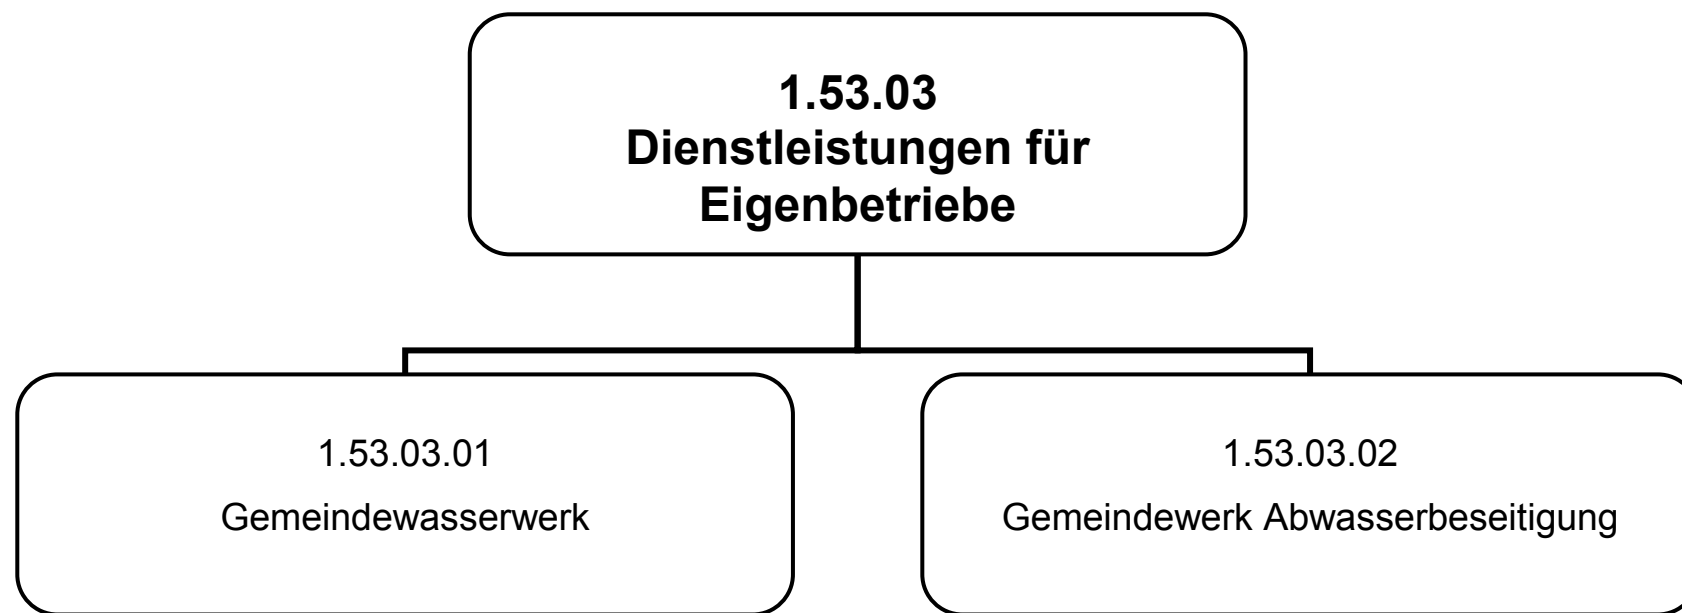 1.53.03
Dienstleistungen für
Eigenbetriebe
1.53.03.01
Gemeindewasserwerk
1.53.03.02
Gemeindewerk Abwasserbeseitigung